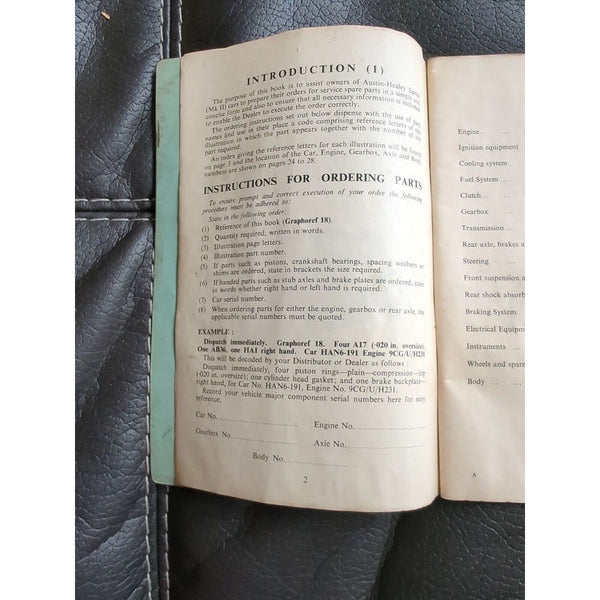 INTRODUCTION (1)
The purpose of this book is to assist owners of Austin-Healey Sprite
(Mk II) cars to prepare their orders for service spare parts in a simple and
concise form and also to ensure that all necessary information is included
to enable the Dealer to execute the order correctly.
The ordering instructions set out below dispense with the use of part
names and use in their place a code comprising reference letters of the
illustration in which the part appears together with the number of the
part required.
An index giving the reference letters for each illustration will be found
on page 3 and the location of the Car, Engine, Gearbox, Axle and Body
numbers are shown on pages 24 to 28.
INSTRUCTIONS FOR ORDERING PARTS
To ensure prompt and correct execution of your order the following
procedure must be adhered to:
State in the following order:
(1) Reference of this book (Graphoref 18).
(2) Quantity required, written in words.
(3) Illustration page letters.
(4) Illustration part number.
(5) If parts such as pistons, crankshaft bearings, spacing washers or
shims are ordered, state in brackets the size required.
(6) If handed parts such as stub axles and brake plates are ordered, state
in words whether right hand or left hand is required.
(7) Car serial number.
(8) When ordering parts for either the engine, gearbox or rear axle, the
applicable serial numbers must be quoted.
EXAMPLE :
Dispatch immediately. Graphoref 18. Four A17 (·020 in. oversize).
One AB36, one HA1 right hand. Car HAN6-191 Engine 9CG/U/H231
This will be decoded by your Distributor or Dealer as follows :
Dispatch immediately, four piston rings—plain—compression—top
(·020 in. oversize); one cylinder head gasket; and one brake backplate—
right hand, for Car No. HAN6-191, Engine No. 9CG/U/H231.
Record your vehicle major component serial numbers here for easy
reference.
Car No. Engine No.
Gearbox No. Axle No.
Body No.
2
Engine... ...
Ignition equipment
Cooling system
Fuel System ...
Clutch... ...
Gearbox ...
Transmission...
Rear axle, brakes a
Steering ...
Front suspension a
Rear shock absorb
Braking System
Electrical Equipme
Instruments ...
Wheels and spare
Body ... ...
A